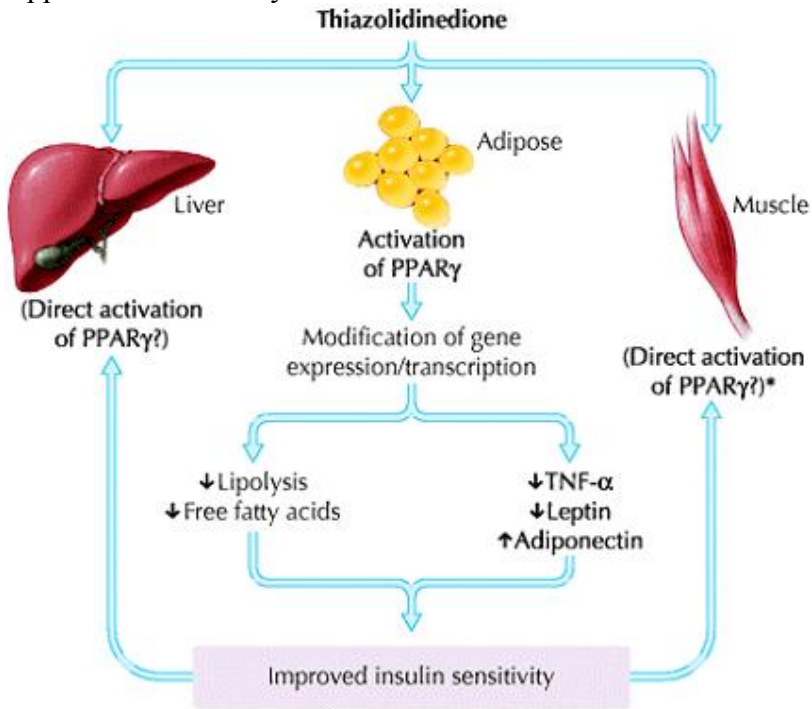 Thiazolidinedione
Liver
Adipose
Muscle
(Direct activation
of PPARγ?)
Activation
of PPARγ
(Direct activation
of PPARγ?)*
Modification of gene
expression/transcription
↓Lipolysis
↓Free fatty acids
↓TNF-α
↓Leptin
↑Adiponectin
Improved insulin sensitivity